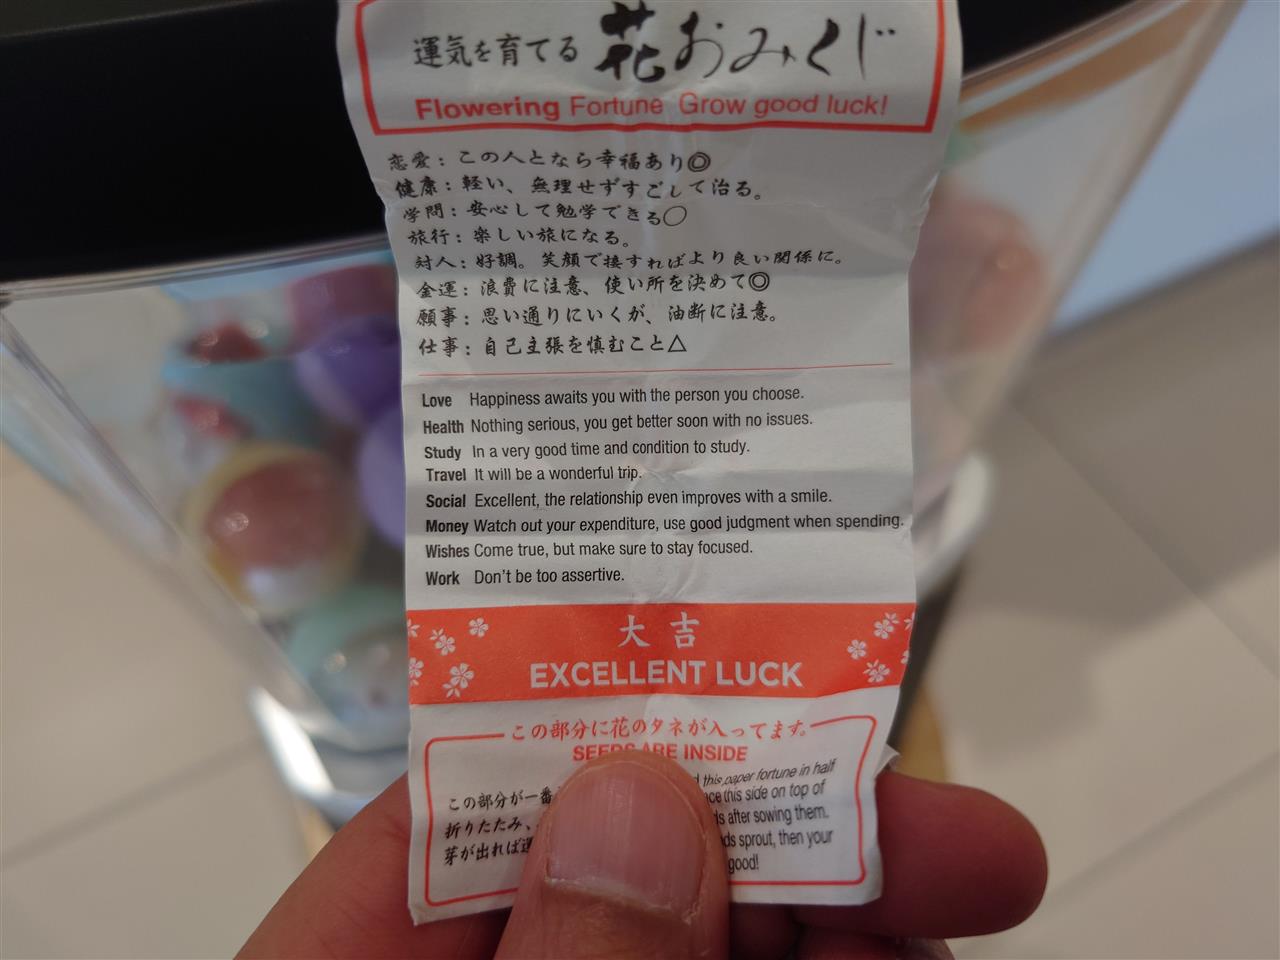 運気を育てる 花おみくじ
Flowering Fortune Grow good luck!
恋愛：この人となら幸福あり◎
健康：軽い、無理せずすごして治る。
学問：安心して勉学できる○
旅行：楽しい旅になる。
対人：好調。笑顔で接すればより良い関係に。
金運：浪費に注意、使い所を決めて◎
願事：思い通りにいくが、油断に注意。
仕事：自己主張を慎むこと△
Love Happiness awaits you with the person you choose.
Health Nothing serious, you get better soon with no issues.
Study In a very good time and condition to study.
Travel It will be a wonderful trip.
Social Excellent, the relationship even improves with a smile.
Money Watch out your expenditure, use good judgment when spending.
Wishes Come true, but make sure to stay focused.
Work Don't be too assertive.
大吉
EXCELLENT LUCK
この部分に花のタネが入ってます。
SEEDS ARE INSIDE
この部分が一番
折りたたみ、
芽が出れば運
this paper fortune in half
this side on top of
after sowing them.
sprout, then your
good!